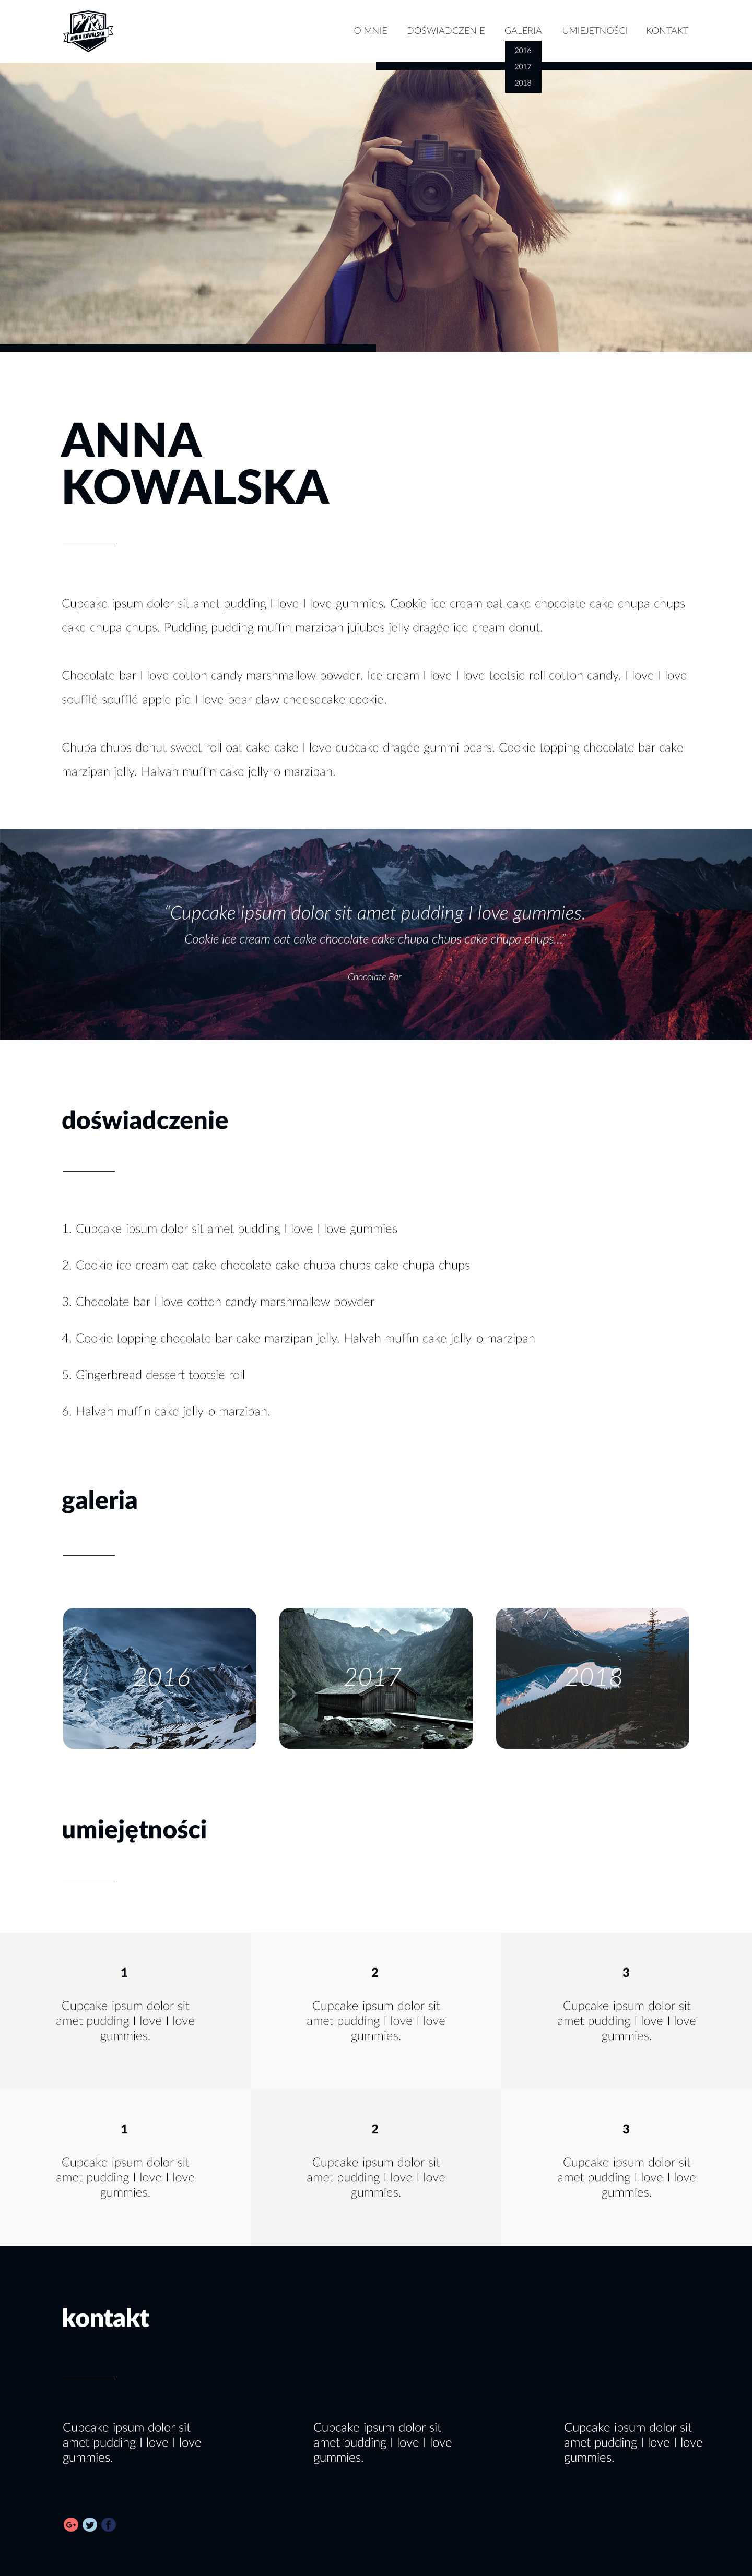 ANNA KOWALSKA
O MNIE DOŚWIADCZENIE GALERIA UMIEJĘTNOŚCI KONTAKT
2016
2017
2018
ANNA
KOWALSKA
Cupcake ipsum dolor sit amet pudding I love I love gummies. Cookie ice cream oat cake chocolate cake chupa chups
cake chupa chups. Pudding pudding muffin marzipan jujubes jelly dragée ice cream donut.
Chocolate bar I love cotton candy marshmallow powder. Ice cream I love I love tootsie roll cotton candy. I love I love
soufflé soufflé apple pie I love bear claw cheesecake cookie.
Chupa chups donut sweet roll oat cake cake I love cupcake dragée gummi bears. Cookie topping chocolate bar cake
marzipan jelly. Halvah muffin cake jelly-o marzipan.
“Cupcake ipsum dolor sit amet pudding I love gummies.
Cookie ice cream oat cake chocolate cake chupa chups cake chupa chups...”
Chocolate Bar
doświadczenie
1. Cupcake ipsum dolor sit amet pudding I love I love gummies
2. Cookie ice cream oat cake chocolate cake chupa chups cake chupa chups
3. Chocolate bar I love cotton candy marshmallow powder
4. Cookie topping chocolate bar cake marzipan jelly. Halvah muffin cake jelly-o marzipan
5. Gingerbread dessert tootsie roll
6. Halvah muffin cake jelly-o marzipan.
galeria
2016 2017 2018
umiejętności
1
Cupcake ipsum dolor sit
amet pudding I love I love
gummies.
2
Cupcake ipsum dolor sit
amet pudding I love I love
gummies.
3
Cupcake ipsum dolor sit
amet pudding I love I love
gummies.
1
Cupcake ipsum dolor sit
amet pudding I love I love
gummies.
2
Cupcake ipsum dolor sit
amet pudding I love I love
gummies.
3
Cupcake ipsum dolor sit
amet pudding I love I love
gummies.
kontakt
Cupcake ipsum dolor sit
amet pudding I love I love
gummies.
Cupcake ipsum dolor sit
amet pudding I love I love
gummies.
Cupcake ipsum dolor sit
amet pudding I love I love
gummies.